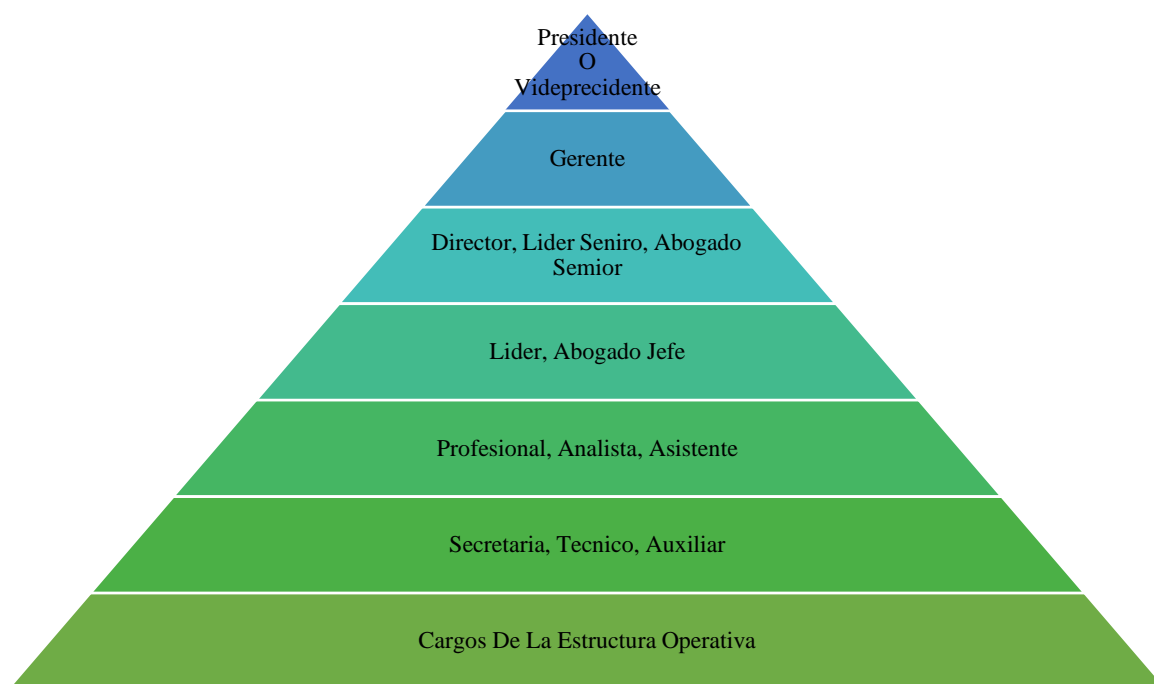 Presidente
O
Videprecidente
Gerente
Director, Lider Seniro, Abogado
Semior
Lider, Abogado Jefe
Profesional, Analista, Asistente
Secretaria, Tecnico, Auxiliar
Cargos De La Estructura Operativa